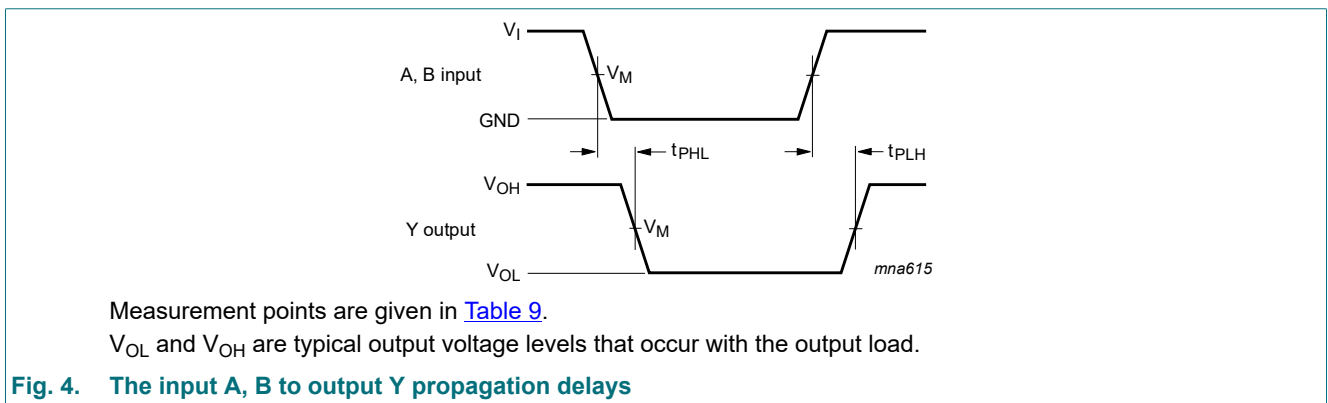 V_I
A, B input
V_M
GND
t_PHL
t_PLH
V_OH
Y output
V_M
V_OL
mna615
Measurement points are given in Table 9.
V_OL and V_OH are typical output voltage levels that occur with the output load.
Fig. 4. The input A, B to output Y propagation delays